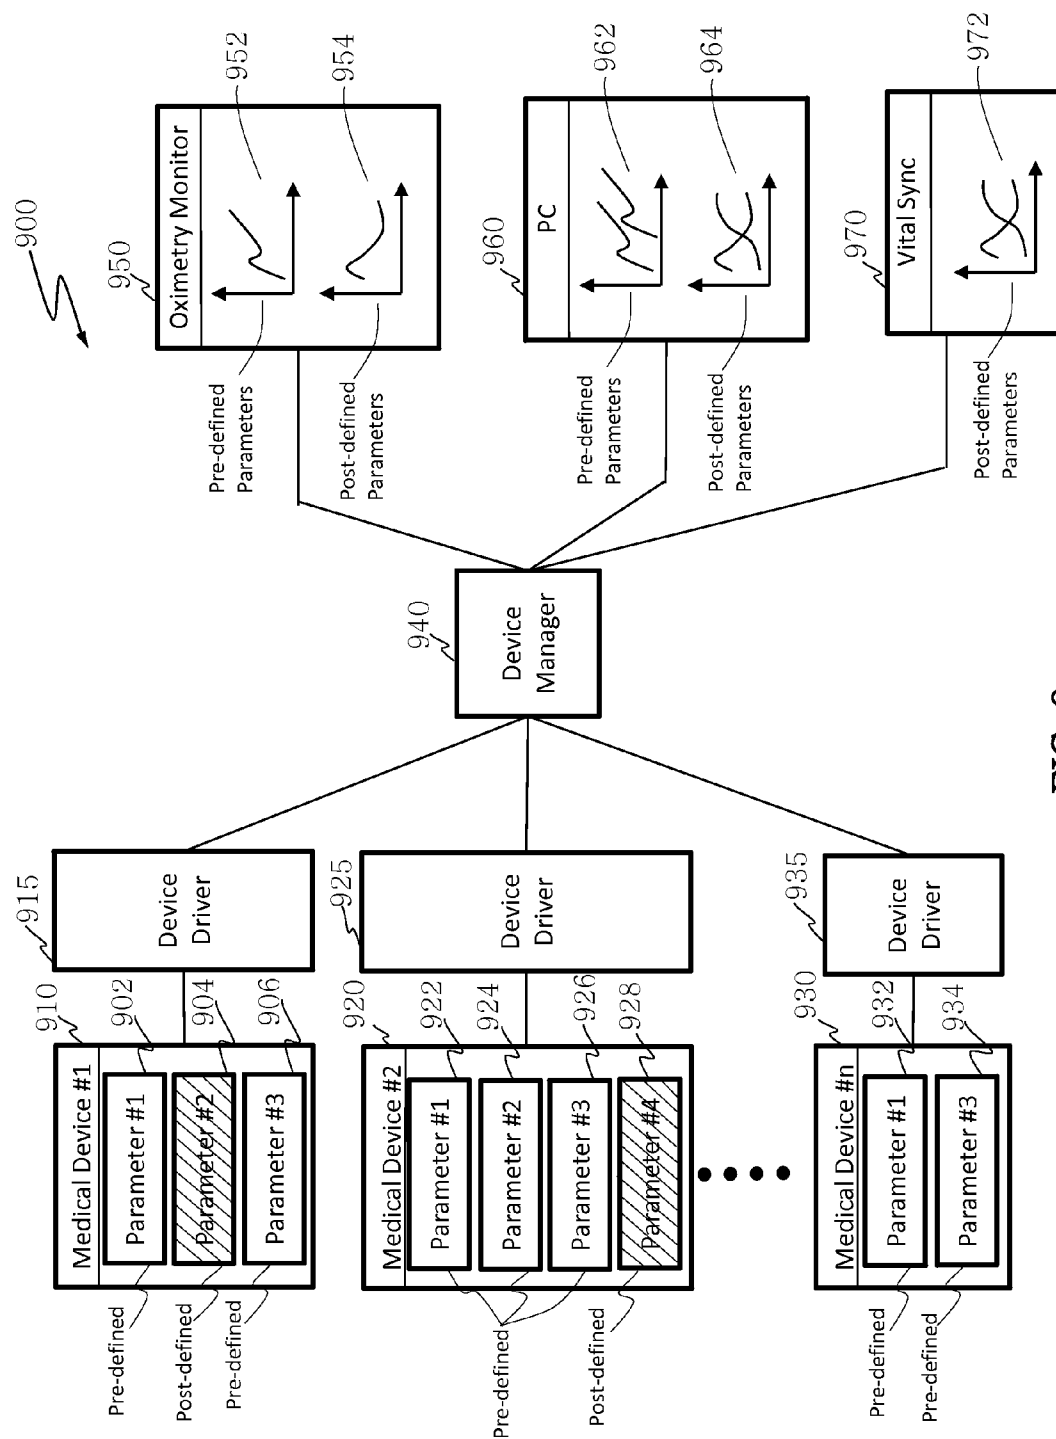 900
910
Medical Device #1
Pre-defined
Parameter #1
902
Post-defined
Parameter #2
904
Pre-defined
Parameter #3
906
915
Device
Driver
920
Medical Device #2
Pre-defined
Parameter #1
922
Parameter #2
924
Parameter #3
926
Post-defined
Parameter #4
928
925
Device
Driver
930
Medical Device #n
Pre-defined
Parameter #1
932
Pre-defined
Parameter #3
934
935
Device
Driver
940
Device
Manager
950
Oximetry Monitor
Pre-defined
Parameters
952
Post-defined
Parameters
954
960
PC
Pre-defined
Parameters
962
Post-defined
Parameters
964
970
Vital Sync
Post-defined
Parameters
972